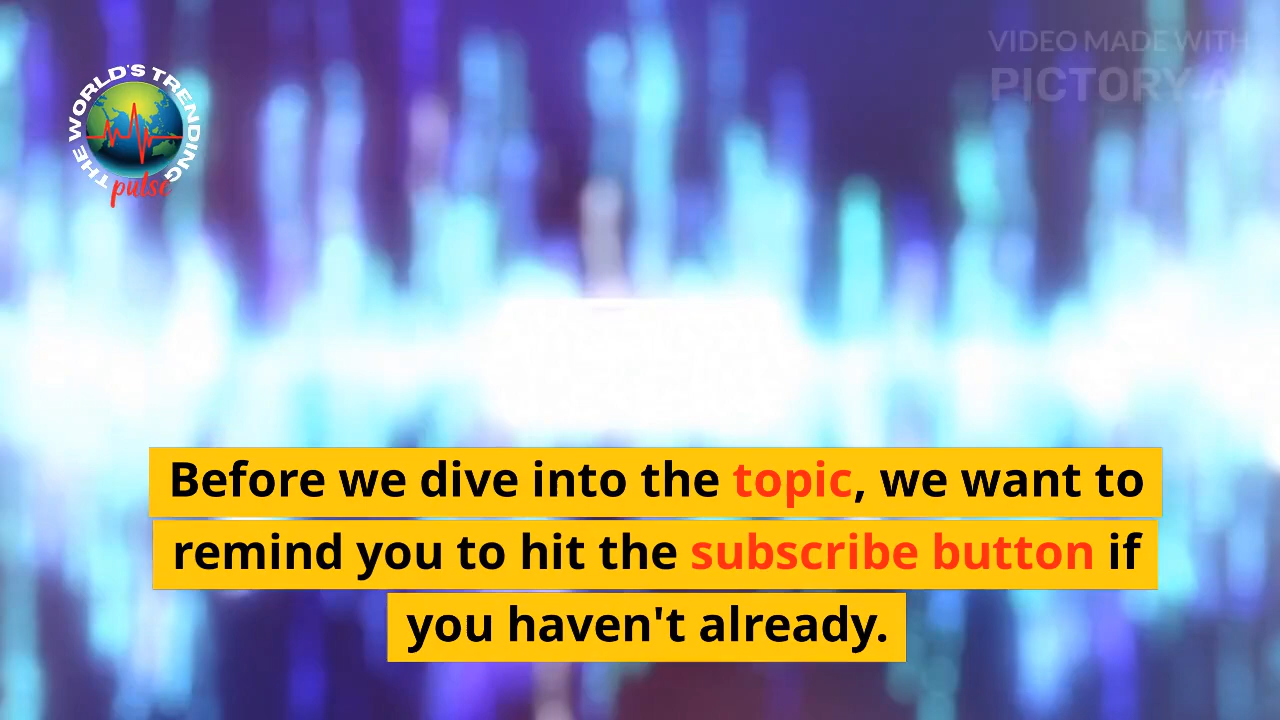 THE WORLD'S TRENDING
pulse
VIDEO MADE WITH
PICTORY.AI
Before we dive into the topic, we want to
remind you to hit the subscribe button if
you haven't already.